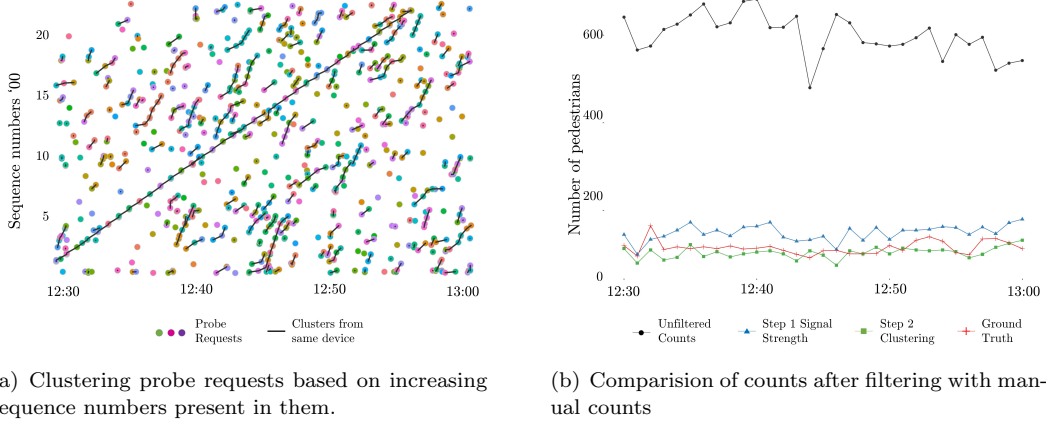 20
15
10
5
Sequence numbers '00
12:30
12:40
12:50
13:00
Probe
Requests
Clusters from
same device
a) Clustering probe requests based on increasing
equence numbers present in them.
600
400
200
0
Number of pedestrians
12:30
12:40
12:50
13:00
Unfiltered
Counts
Step 1 Signal
Strength
Step 2
Clustering
Ground
Truth
(b) Comparision of counts after filtering with man-
ual counts